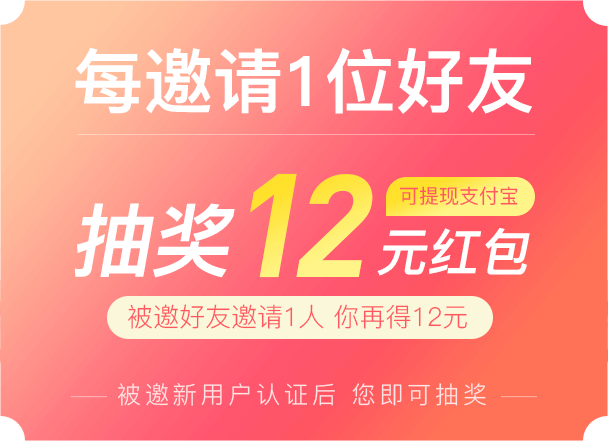 每邀请1位好友
可提现支付宝
抽奖12元红包
被邀好友邀请1人 你再得12元
被邀新用户认证后 您即可抽奖